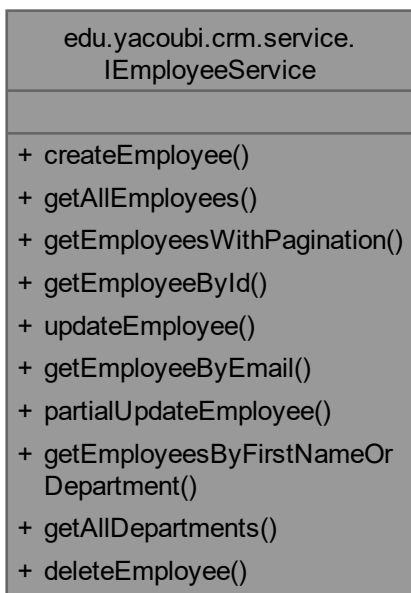 edu.yacoubi.crm.service.
IEmployeeService
+ createEmployee()
+ getAllEmployees()
+ getEmployeesWithPagination()
+ getEmployeeById()
+ updateEmployee()
+ getEmployeeByEmail()
+ partialUpdateEmployee()
+ getEmployeesByFirstNameOr
Department()
+ getAllDepartments()
+ deleteEmployee()